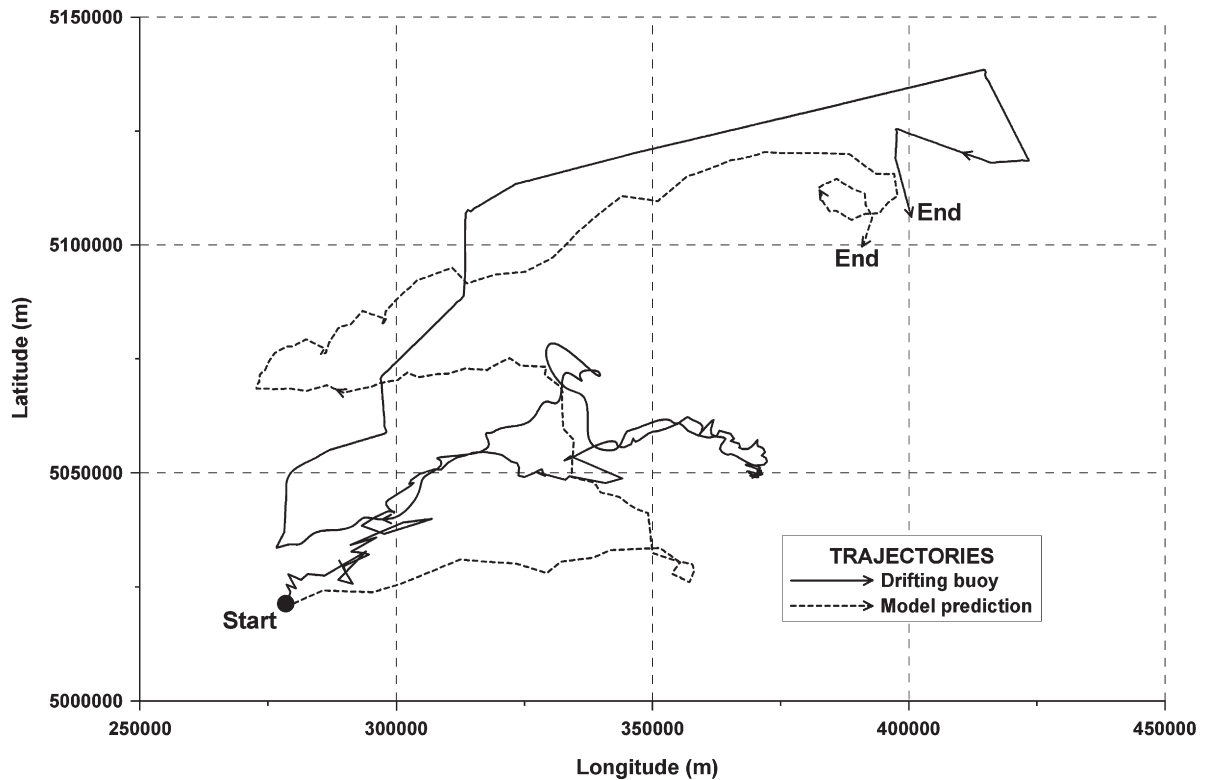 5150000
5100000
5050000
5000000
Latitude (m)
End
End
Start
TRAJECTORIES
Drifting buoy
Model prediction
250000
300000
350000
400000
450000
Longitude (m)